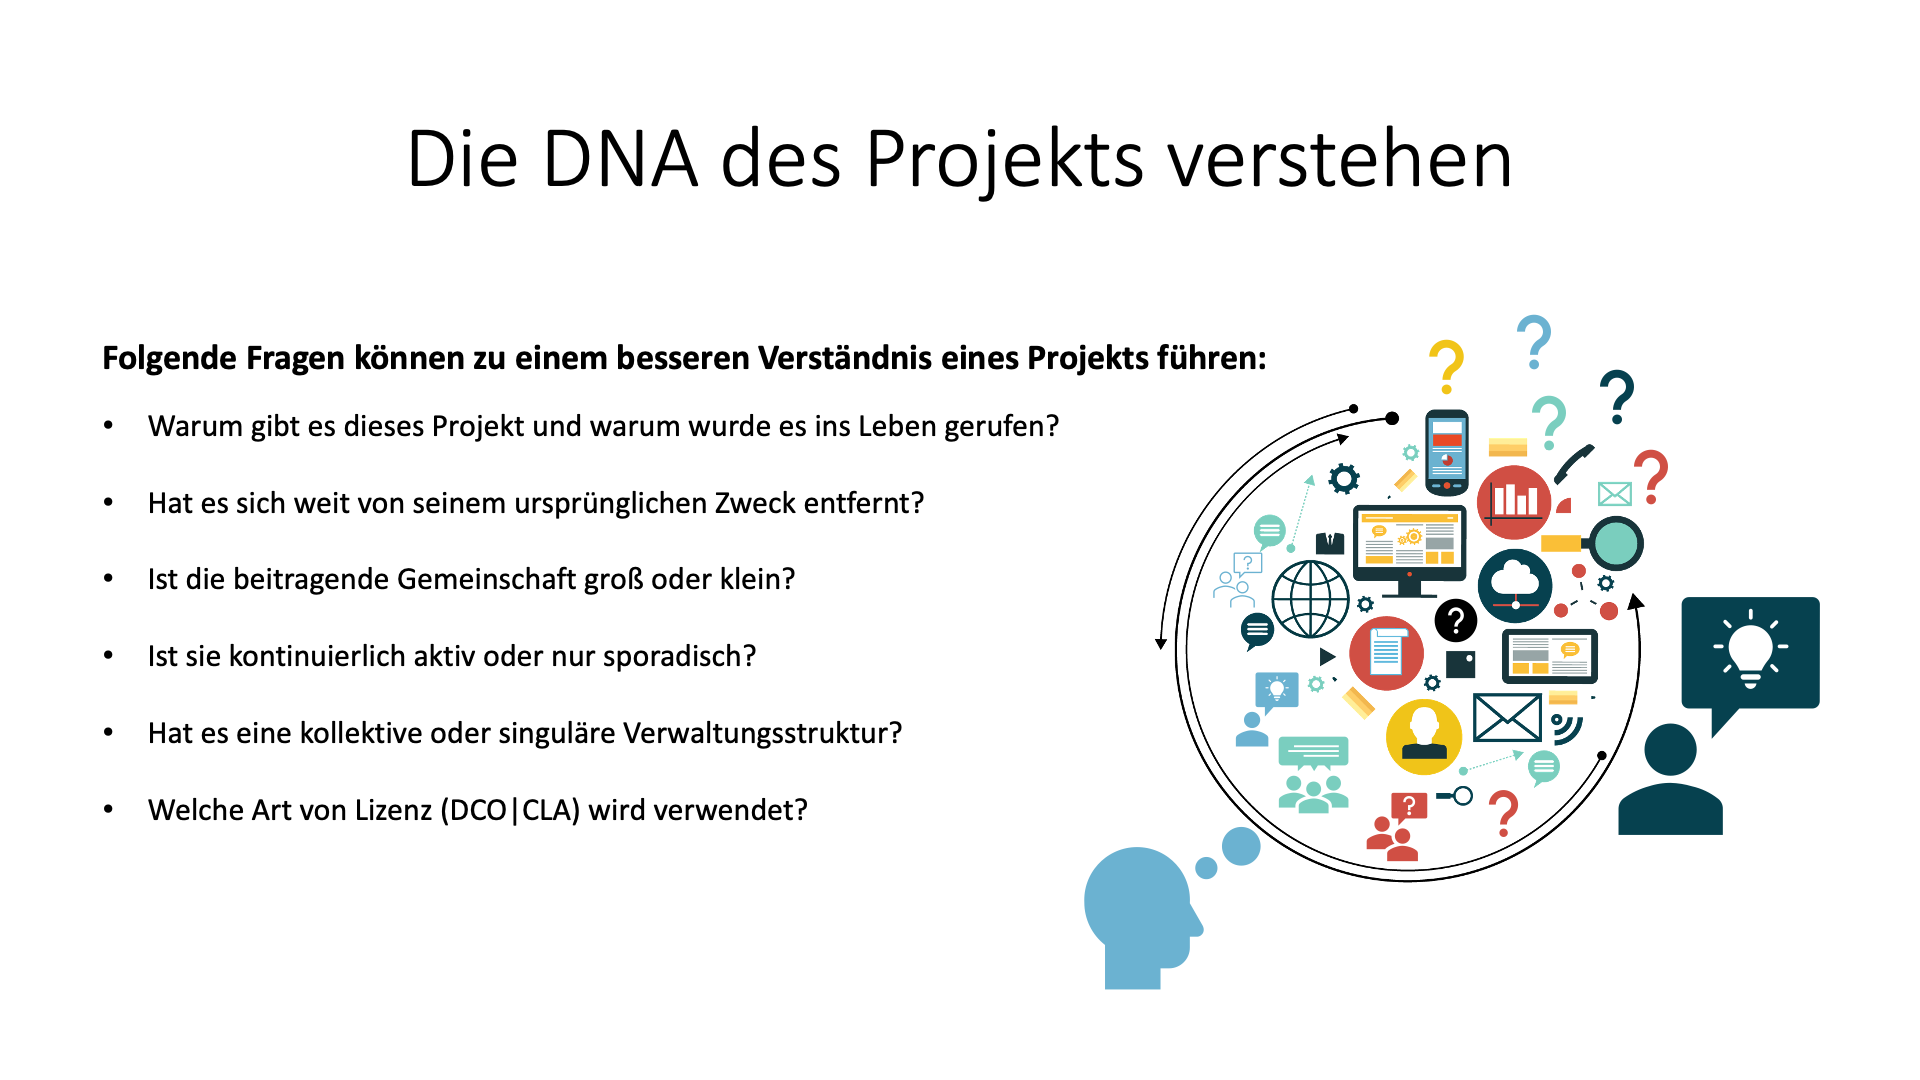 Die DNA des Projekts verstehen
Folgende Fragen können zu einem besseren Verständnis eines Projekts führen:
• Warum gibt es dieses Projekt und warum wurde es ins Leben gerufen?
• Hat es sich weit von seinem ursprünglichen Zweck entfernt?
• Ist die beitragende Gemeinschaft groß oder klein?
• Ist sie kontinuierlich aktiv oder nur sporadisch?
• Hat es eine kollektive oder singuläre Verwaltungsstruktur?
• Welche Art von Lizenz (DCO|CLA) wird verwendet?